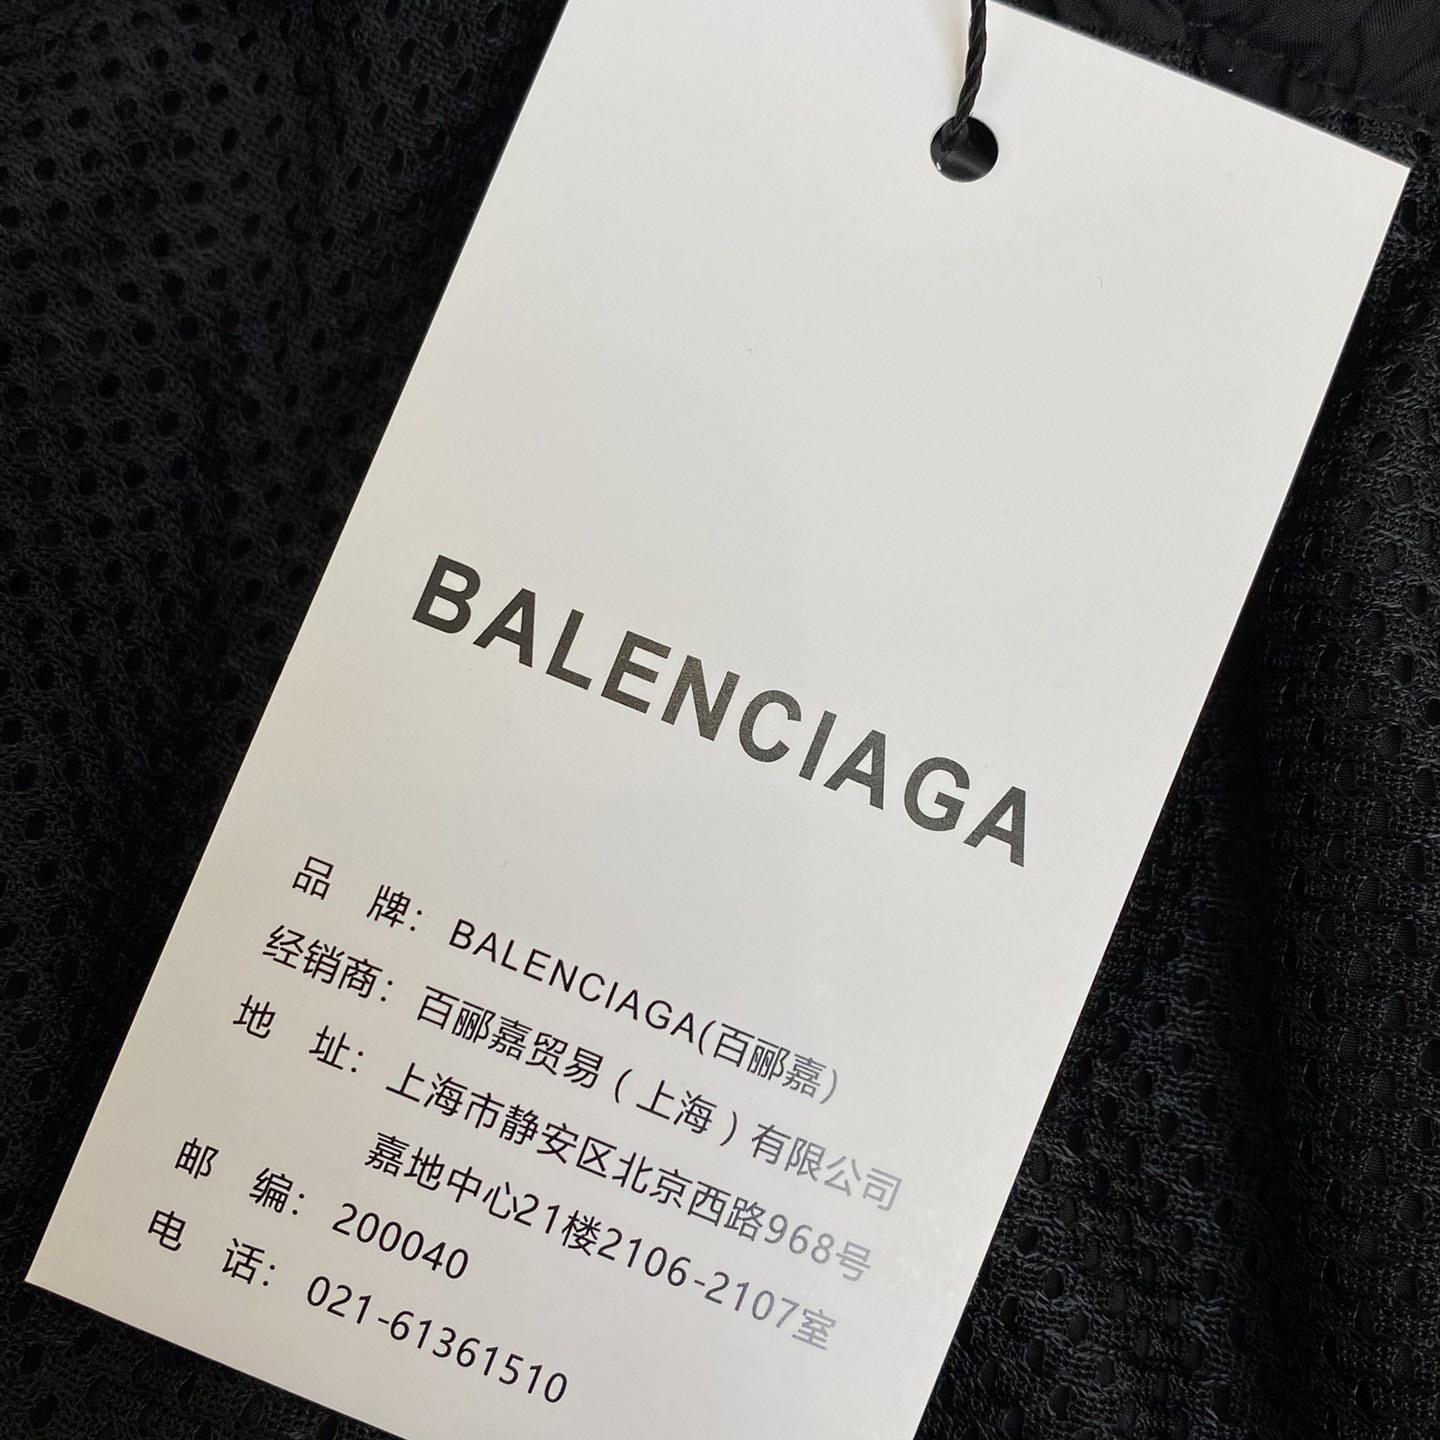 BALENCIAGA
品 牌：BALENCIAGA(百郦嘉)
经销商：百郦嘉贸易（上海）有限公司
地 址：上海市静安区北京西路968号
嘉地中心21楼2106-2107室
邮 编：200040
电 话：021-61361510